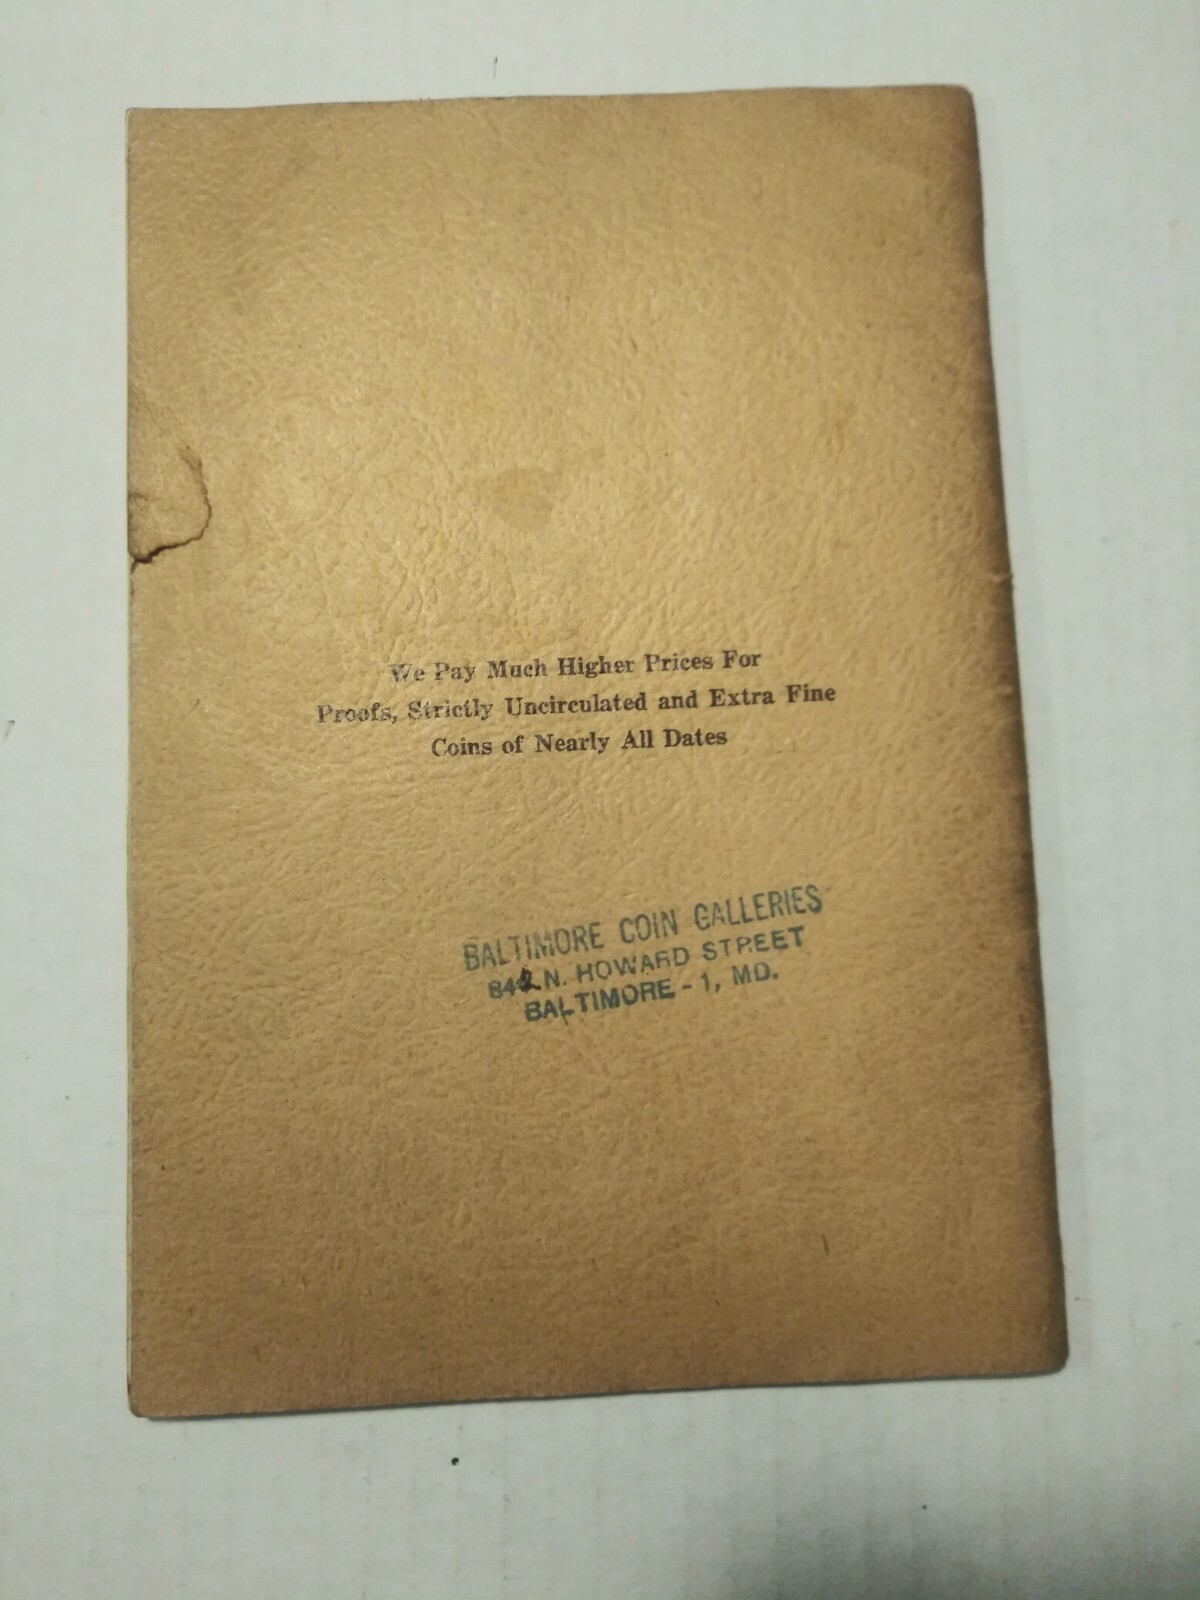 We Pay Much Higher Prices For
Proofs, Strictly Uncirculated and Extra Fine
Coins of Nearly All Dates
BALTIMORE COIN GALLERIES
842 N. HOWARD STREET
BALTIMORE - 1, MD.